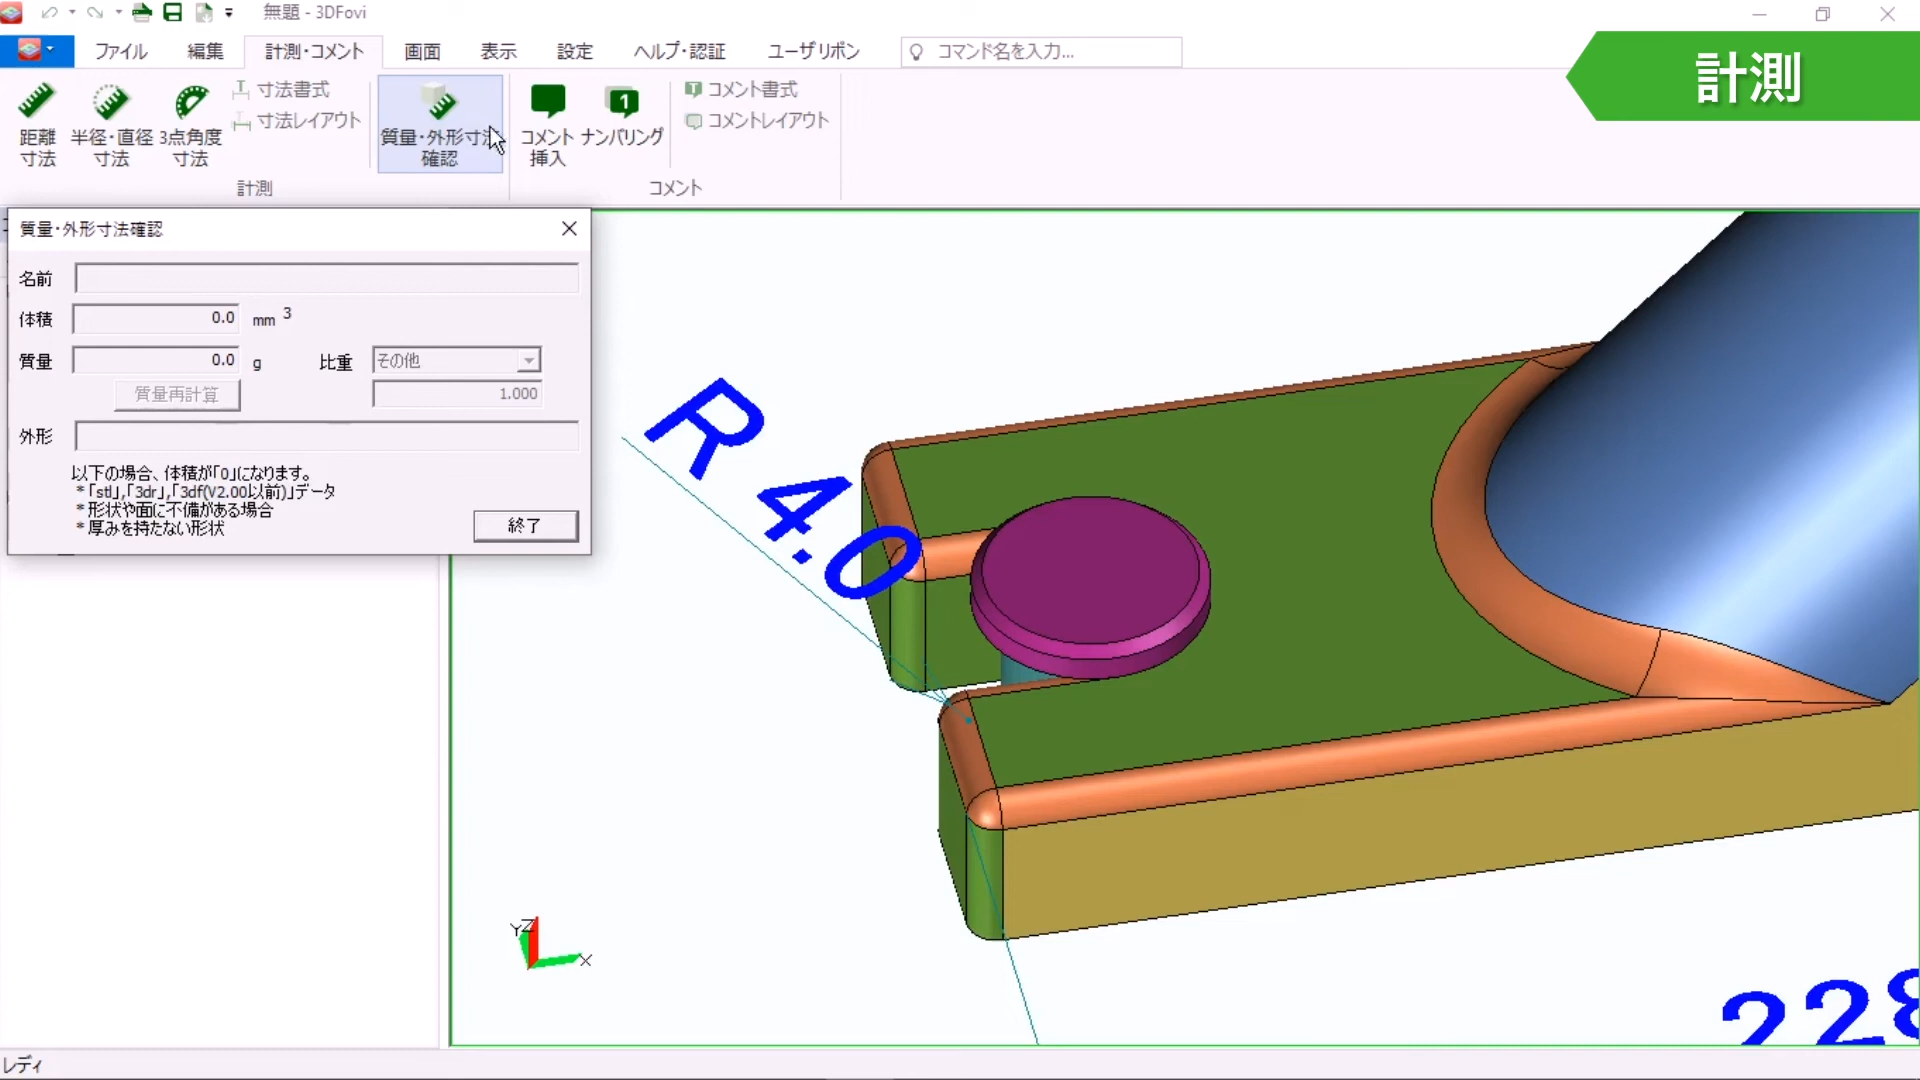 無題 - 3DFovi
ファイル 編集 計測・コメント 画面 表示 設定 ヘルプ・認証 ユーザリボン コマンド名を入力...
計測
距離
寸法
半径・直径
寸法
3点角度
寸法
寸法書式
寸法レイアウト
質量・外形寸法
確認
コメント
挿入
1
ナンバリング
コメント書式
コメントレイアウト
計測
コメント
質量・外形寸法確認
名前
体積 0.0 mm 3
質量 0.0 g 比重 その他
質量再計算 1.000
外形
以下の場合、体積が「0」になります。
*「stl」,「3dr」,「3df(V2.00以前)」データ
*形状や面に不備がある場合
*厚みを持たない形状
終了
R 4.0
Y Z X
228
レディ